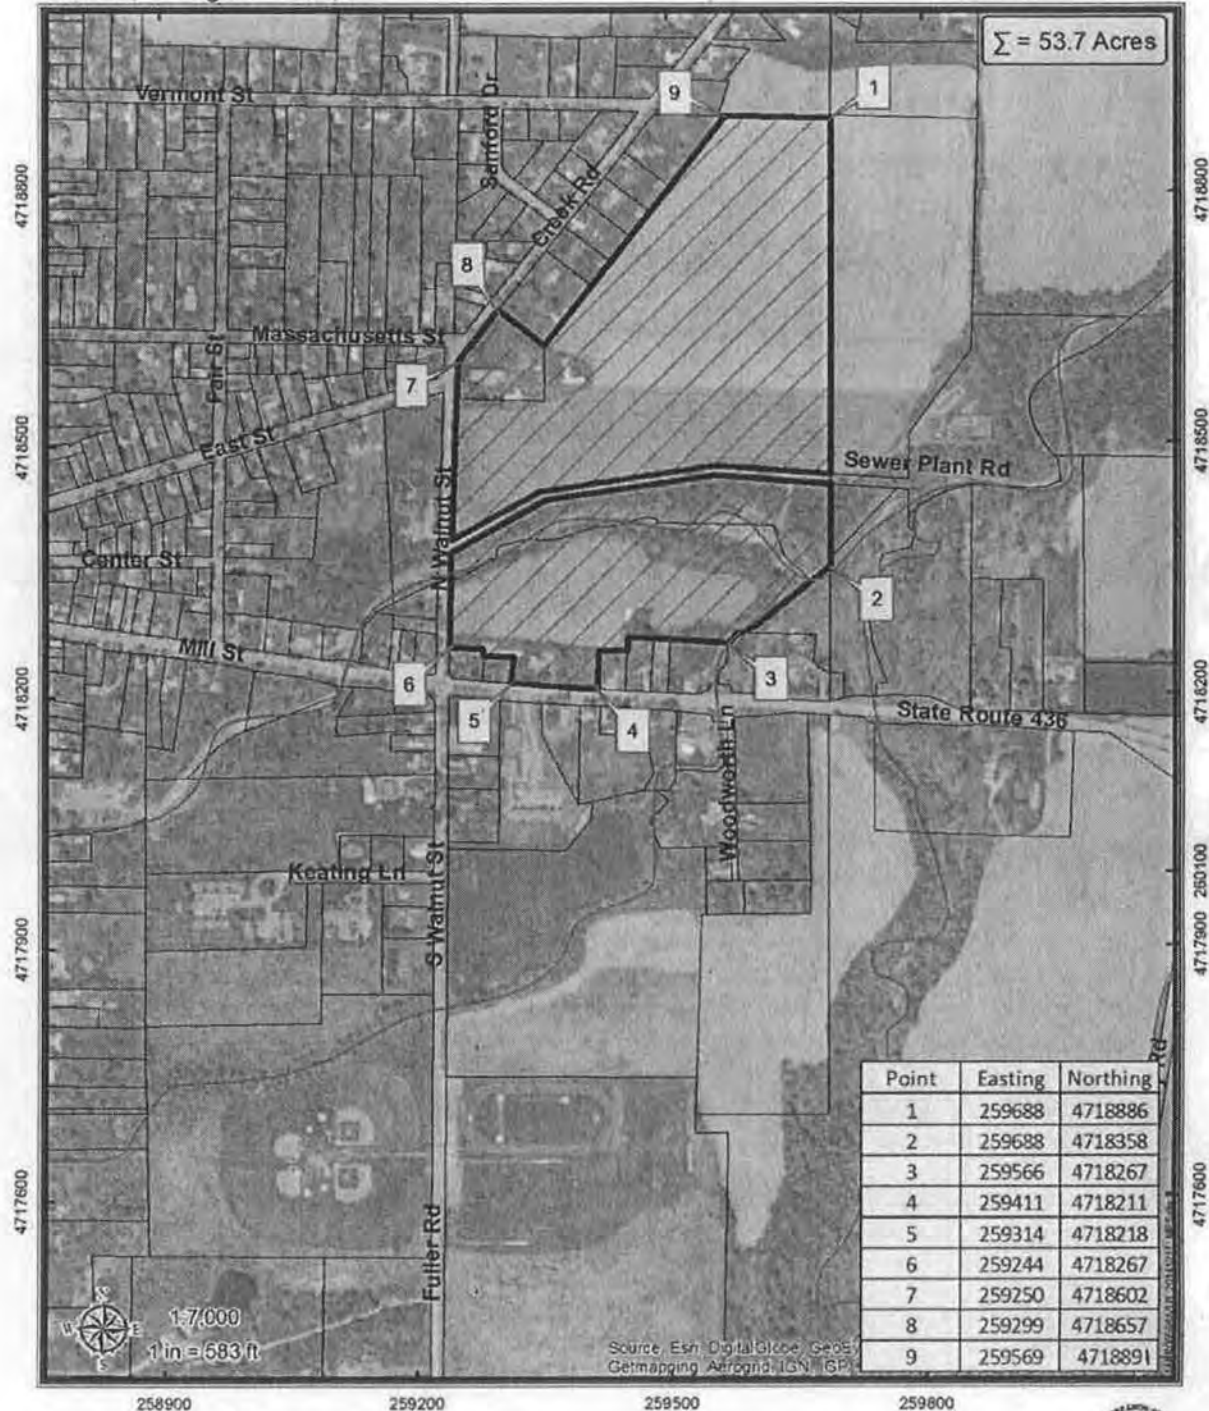 Σ = 53.7 Acres
Vermont St
Sanford Dr
Creek Rd
9
1
8
Massachusetts St
7
Fair St
East St
N Walnut St
Sewer Plant Rd
Center St
2
Mill St
6
5
4
3
State Route 436
Woodworth Ln
Keating Ln
S Walnut St
Fuller Rd
Rd
4718800
4718500
4718200
4717900
4717600
4718800
4718500
4718200
260100
4717900
4717600
Point Easting Northing
1 259688 4718886
2 259688 4718358
3 259566 4718267
4 259411 4718211
5 259314 4718218
6 259244 4718267
7 259250 4718602
8 259299 4718657
9 259569 4718891
N
W E
S
1:7,000
1 in = 583 ft
Source, Esri, DigitalGlobe, GeoEy
Getmapping, Aerogrid, IGN, IGP,
258900
259200
259500
259800